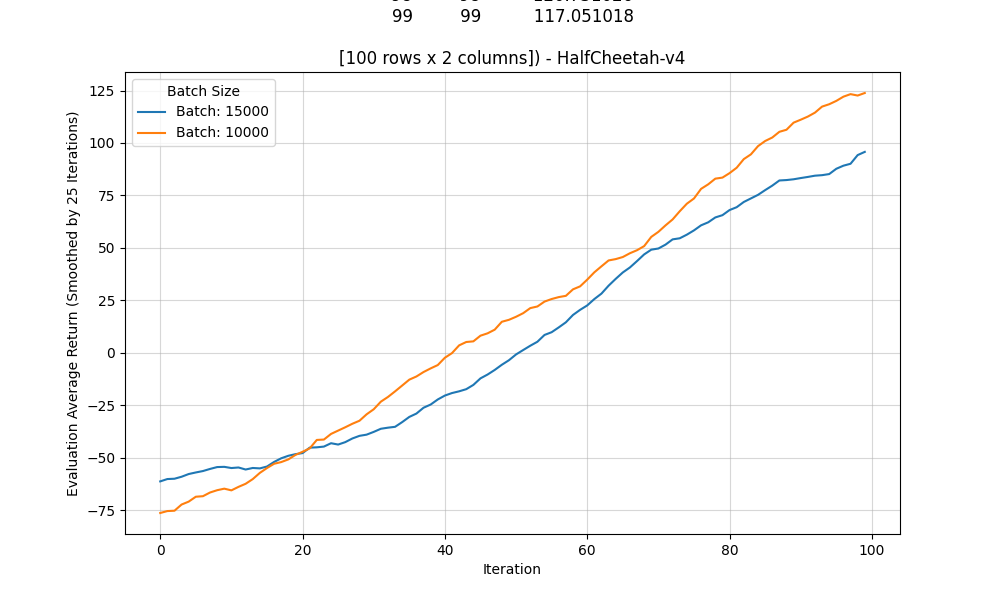 99 99 117.051018
[100 rows x 2 columns]) - HalfCheetah-v4
Batch Size
Batch: 15000
Batch: 10000
Evaluation Average Return (Smoothed by 25 Iterations)
125
100
75
50
25
0
−25
−50
−75
0 20 40 60 80 100
Iteration